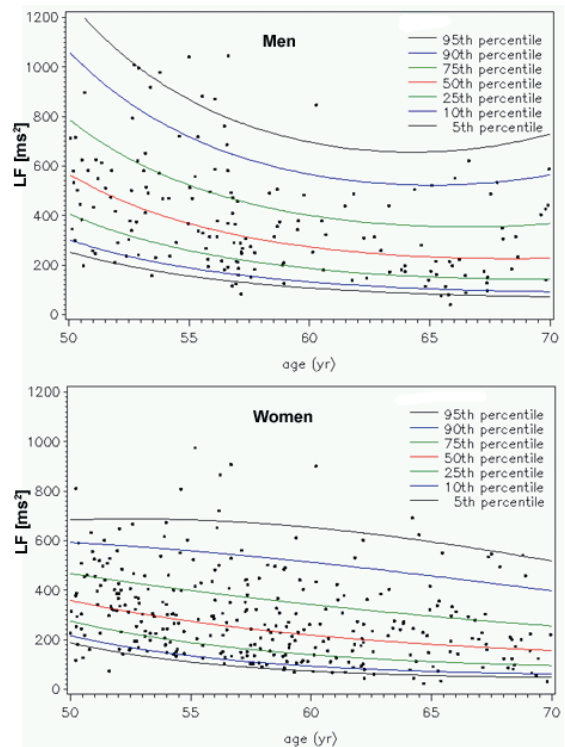 Men
95th percentile
90th percentile
75th percentile
50th percentile
25th percentile
10th percentile
5th percentile
LF [ms²]
1200
1000
800
600
400
200
0
50
55
60
65
70
age (yr)
Women
95th percentile
90th percentile
75th percentile
50th percentile
25th percentile
10th percentile
5th percentile
LF [ms²]
1200
1000
800
600
400
200
0
50
55
60
65
70
age (yr)